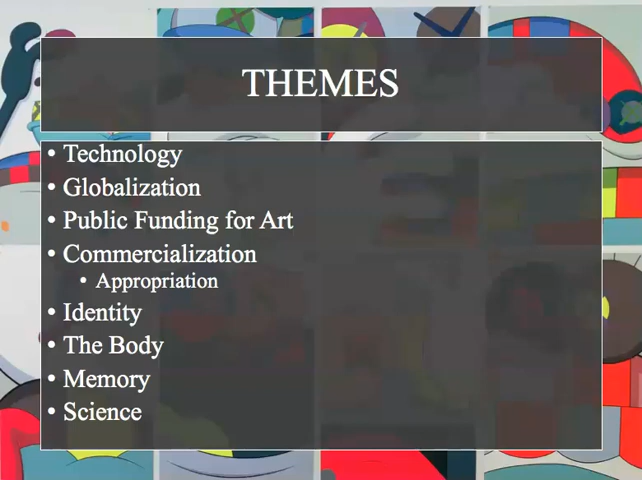 THEMES
• Technology
• Globalization
• Public Funding for Art
• Commercialization
• Appropriation
• Identity
• The Body
• Memory
• Science